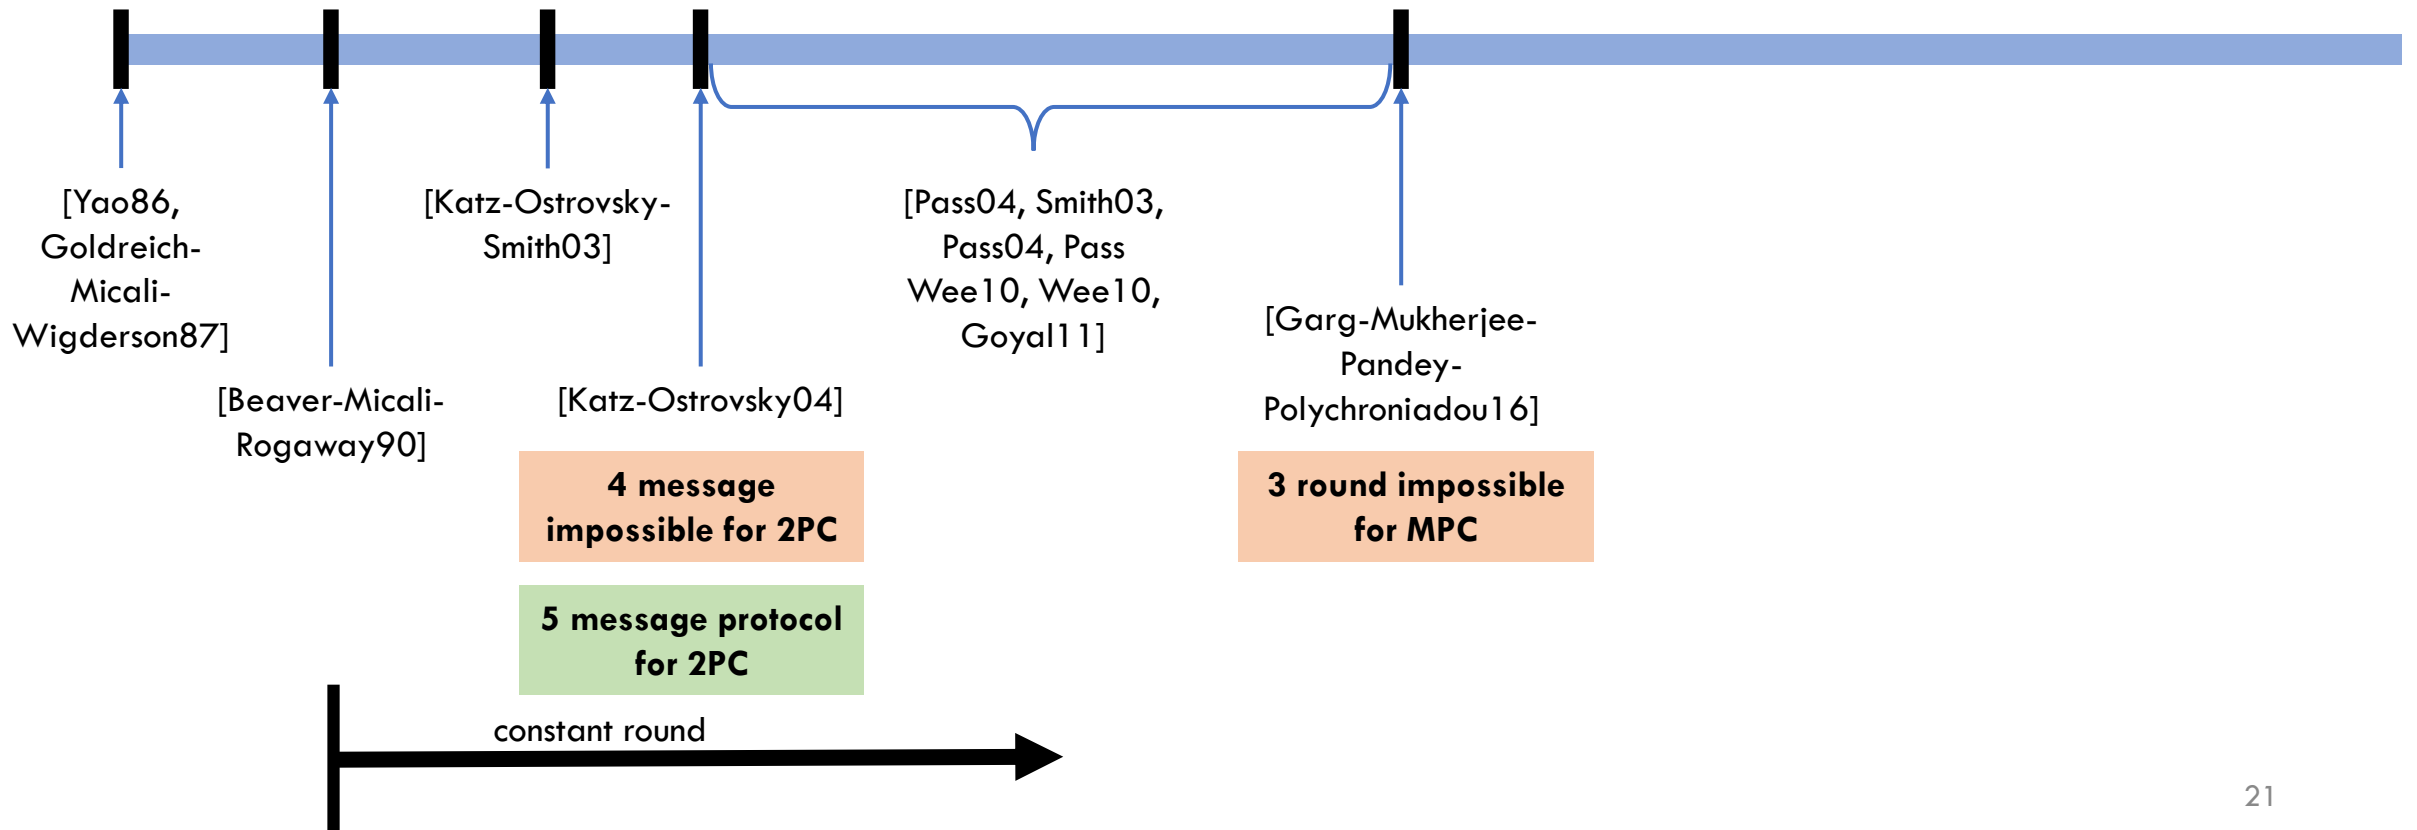 [Yao86,
Goldreich-
Micali-
Wigderson87]
[Beaver-Micali-
Rogaway90]
[Katz-Ostrovsky-
Smith03]
[Katz-Ostrovsky04]
4 message
impossible for 2PC
5 message protocol
for 2PC
[Pass04, Smith03,
Pass04, Pass
Wee10, Wee10,
Goyal11]
[Garg-Mukherjee-
Pandey-
Polychroniadou16]
3 round impossible
for MPC
constant round
21